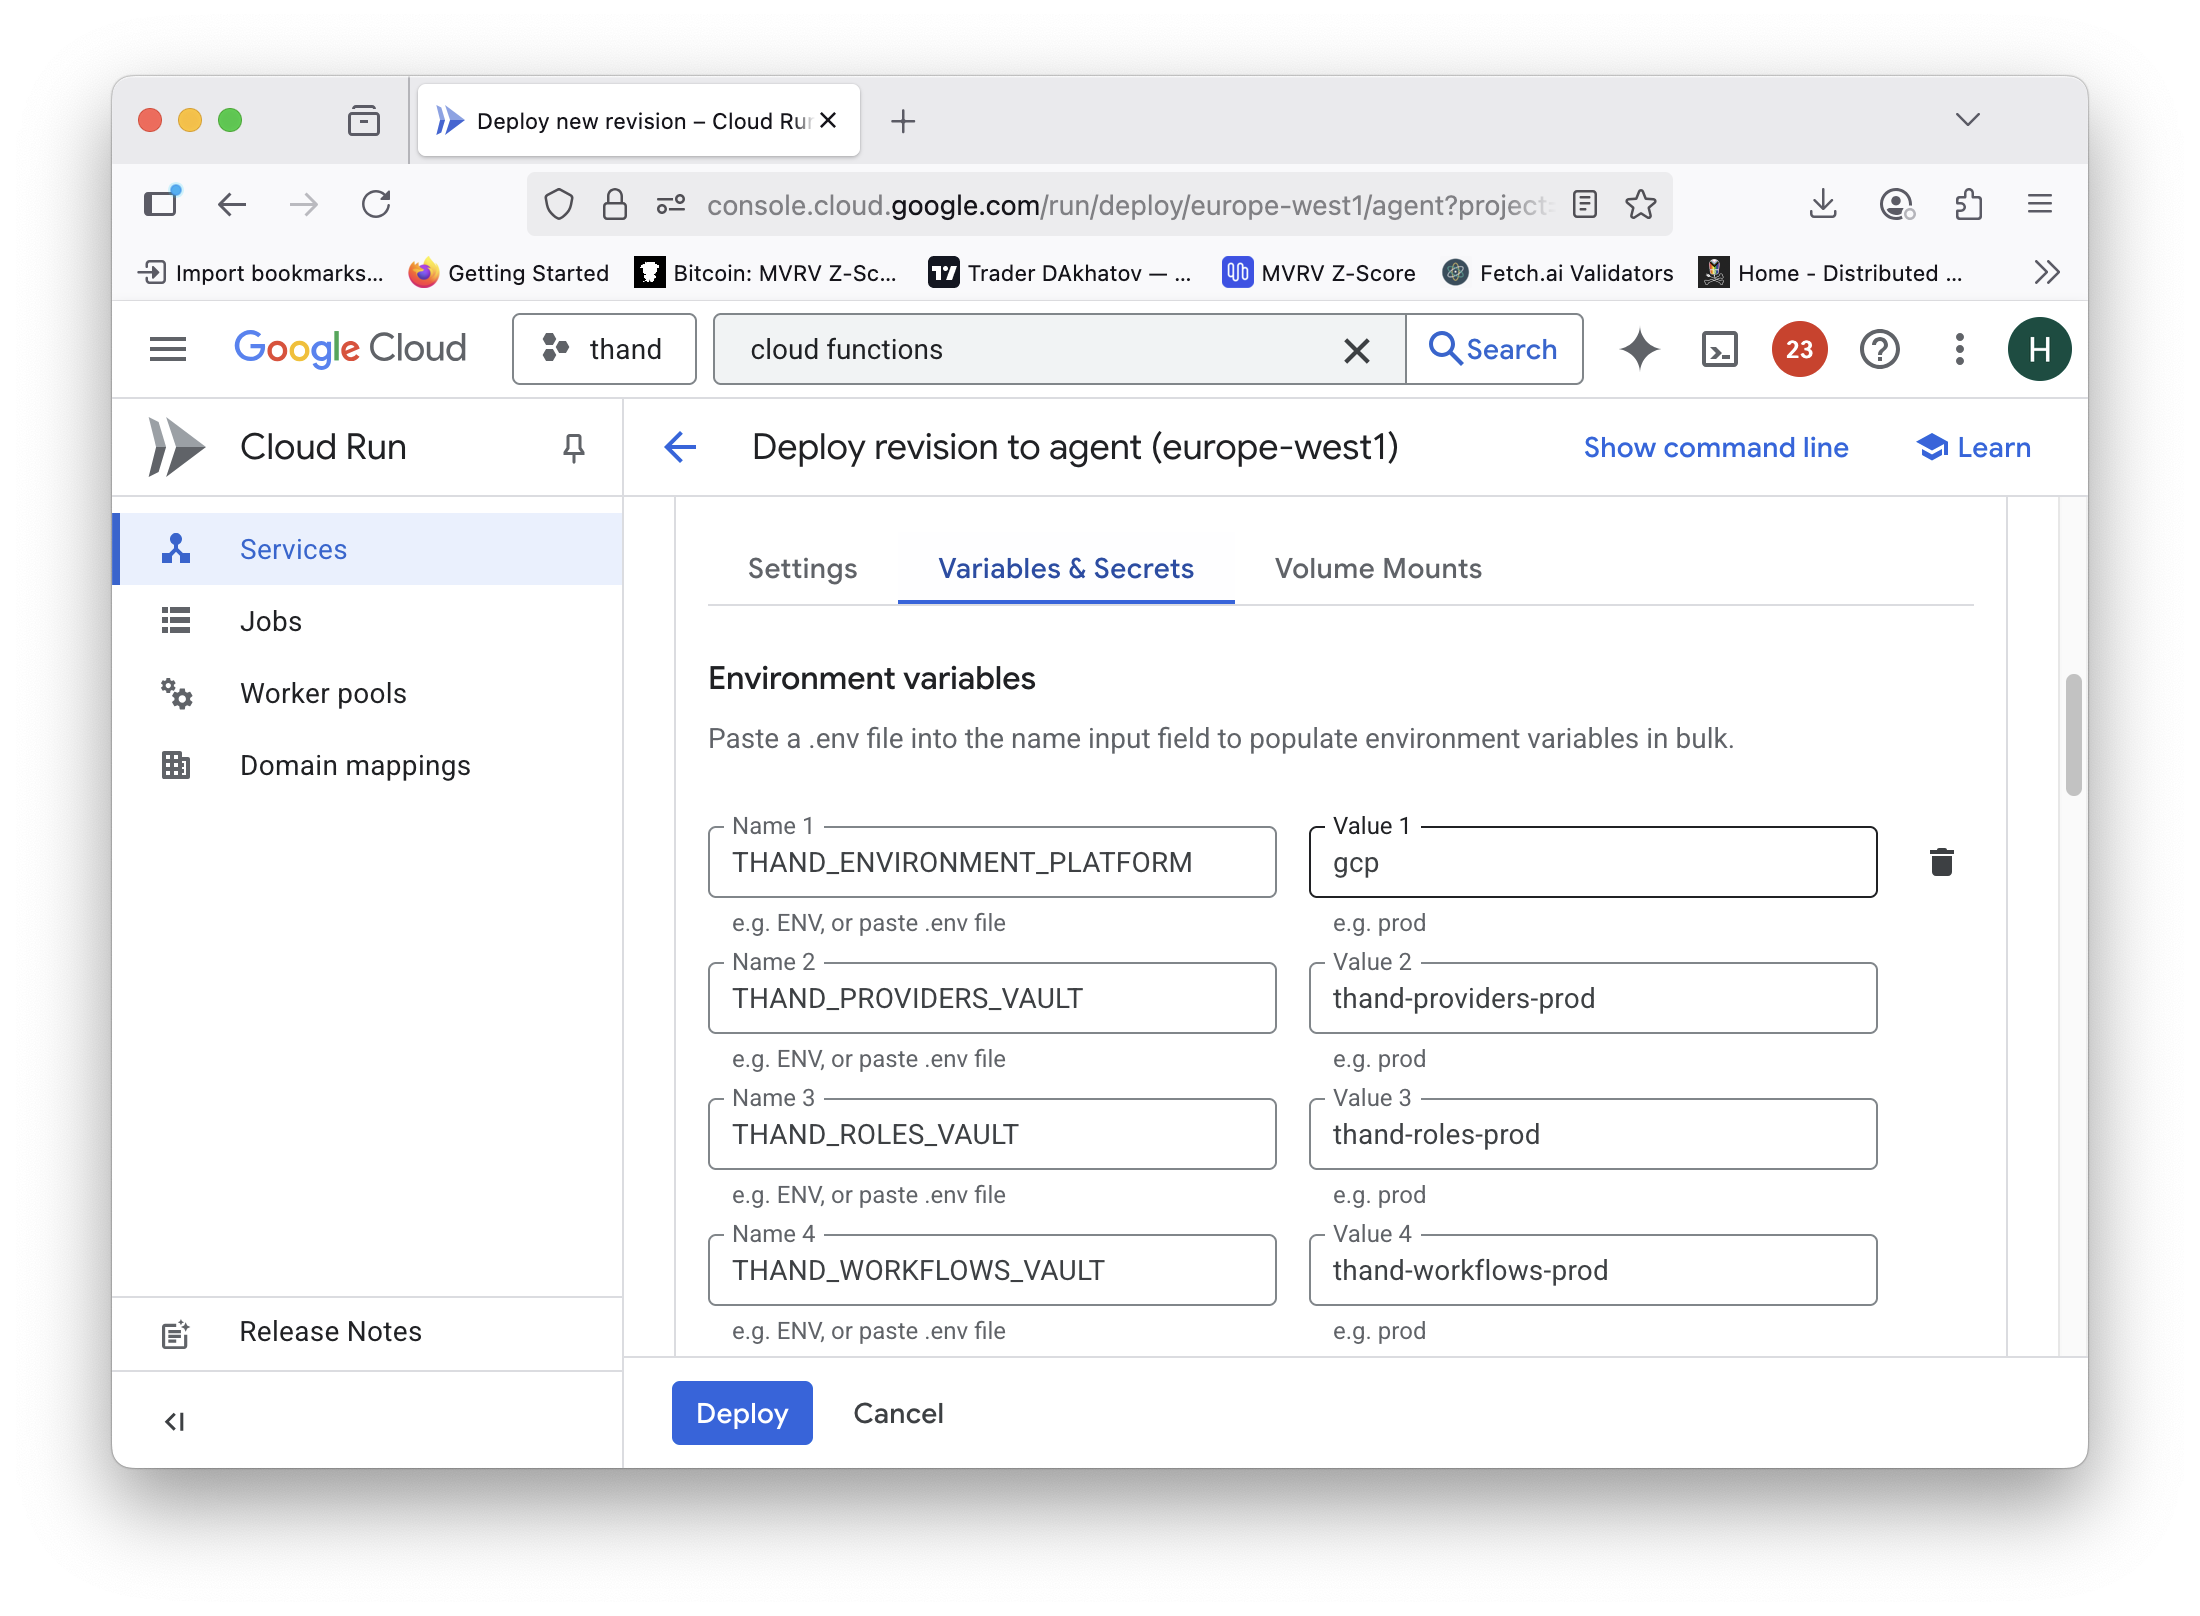 Deploy new revision – Cloud Run
console.cloud.google.com/run/deploy/europe-west1/agent?project=
Import bookmarks...
Getting Started
Bitcoin: MVRV Z-Sc...
Trader DAkhatov — ...
MVRV Z-Score
Fetch.ai Validators
Home - Distributed ...
Google Cloud
thand
cloud functions
Search
23
H
Cloud Run
Deploy revision to agent (europe-west1)
Show command line
Learn
Services
Jobs
Worker pools
Domain mappings
Release Notes
Settings
Variables & Secrets
Volume Mounts
Environment variables
Paste a .env file into the name input field to populate environment variables in bulk.
Name 1
THAND_ENVIRONMENT_PLATFORM
e.g. ENV, or paste .env file
Value 1
gcp
e.g. prod
Name 2
THAND_PROVIDERS_VAULT
e.g. ENV, or paste .env file
Value 2
thand-providers-prod
e.g. prod
Name 3
THAND_ROLES_VAULT
e.g. ENV, or paste .env file
Value 3
thand-roles-prod
e.g. prod
Name 4
THAND_WORKFLOWS_VAULT
e.g. ENV, or paste .env file
Value 4
thand-workflows-prod
e.g. prod
Deploy
Cancel